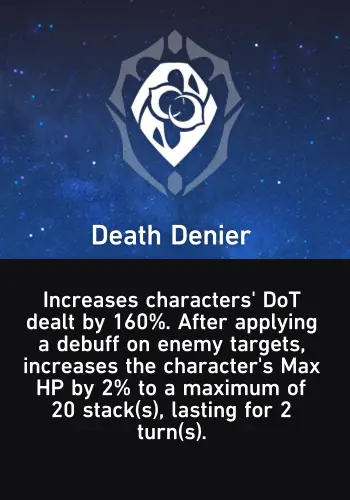 Death Denier
Increases characters' DoT
dealt by 160%. After applying
a debuff on enemy targets,
increases the character's Max
HP by 2% to a maximum of
20 stack(s), lasting for 2
turn(s).